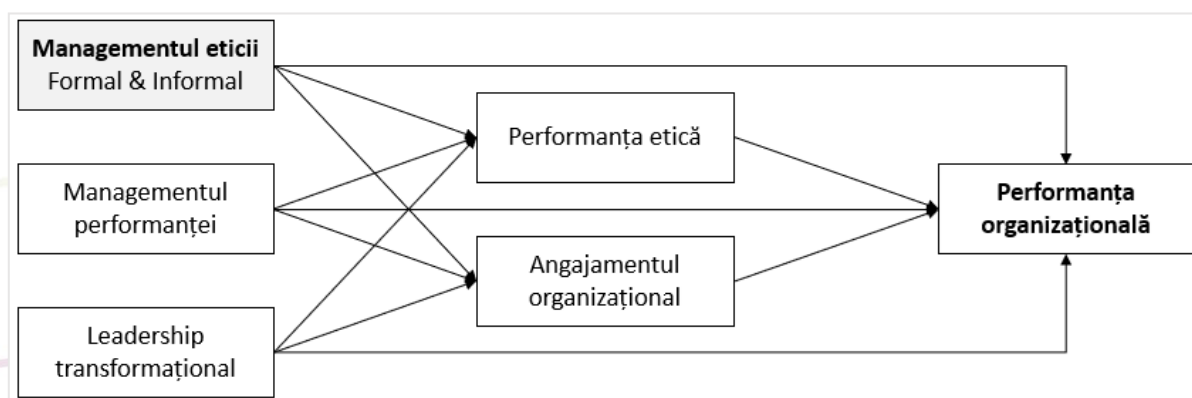 Managementul eticii
Formal & Informal
Performanța etică
Managementul
performanței
Performanța
organizațională
Angajamentul
organizațional
Leadership
transformațional